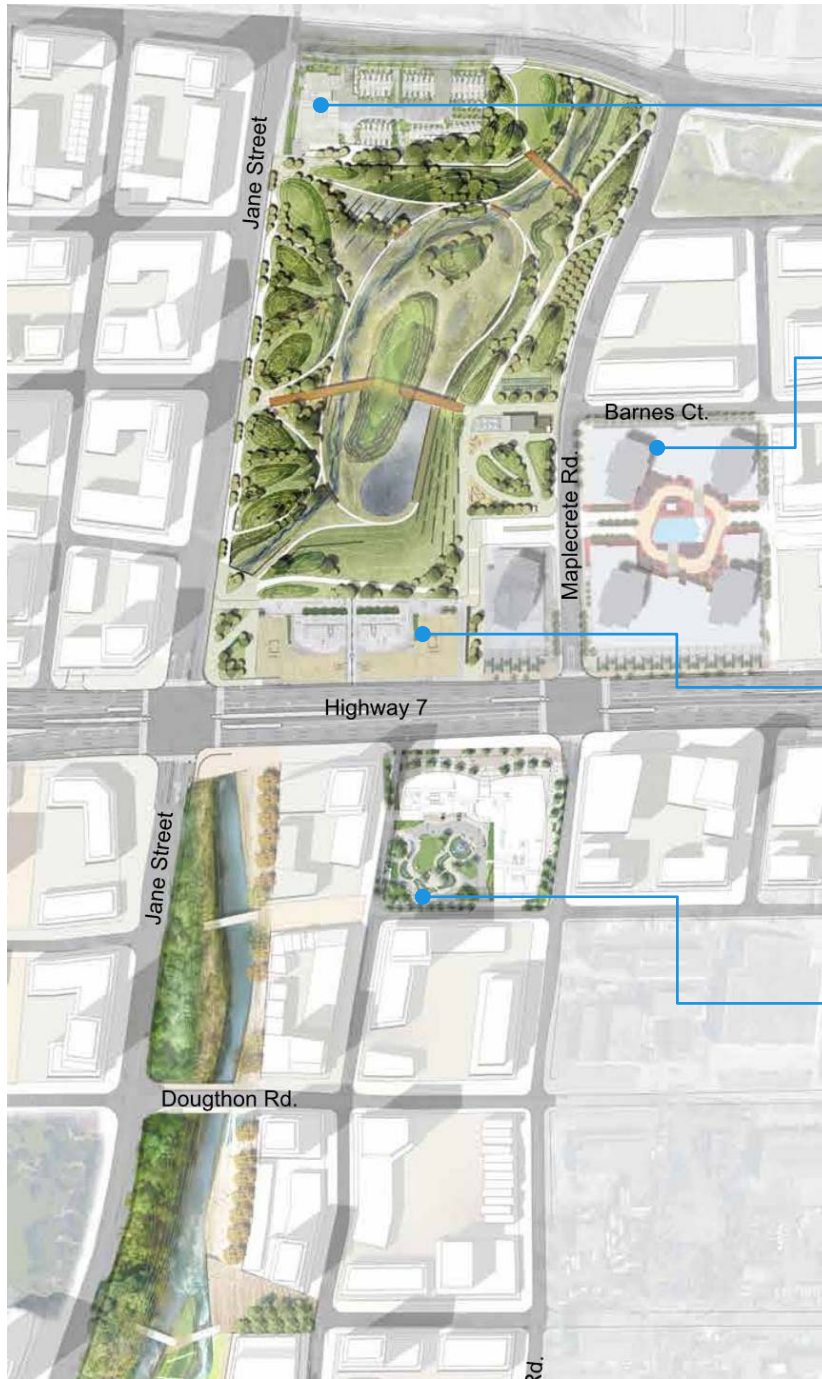 Jane Street
Barnes Ct.
Maplecrete Rd.
Highway 7
Jane Street
Dougthon Rd.
Rd.